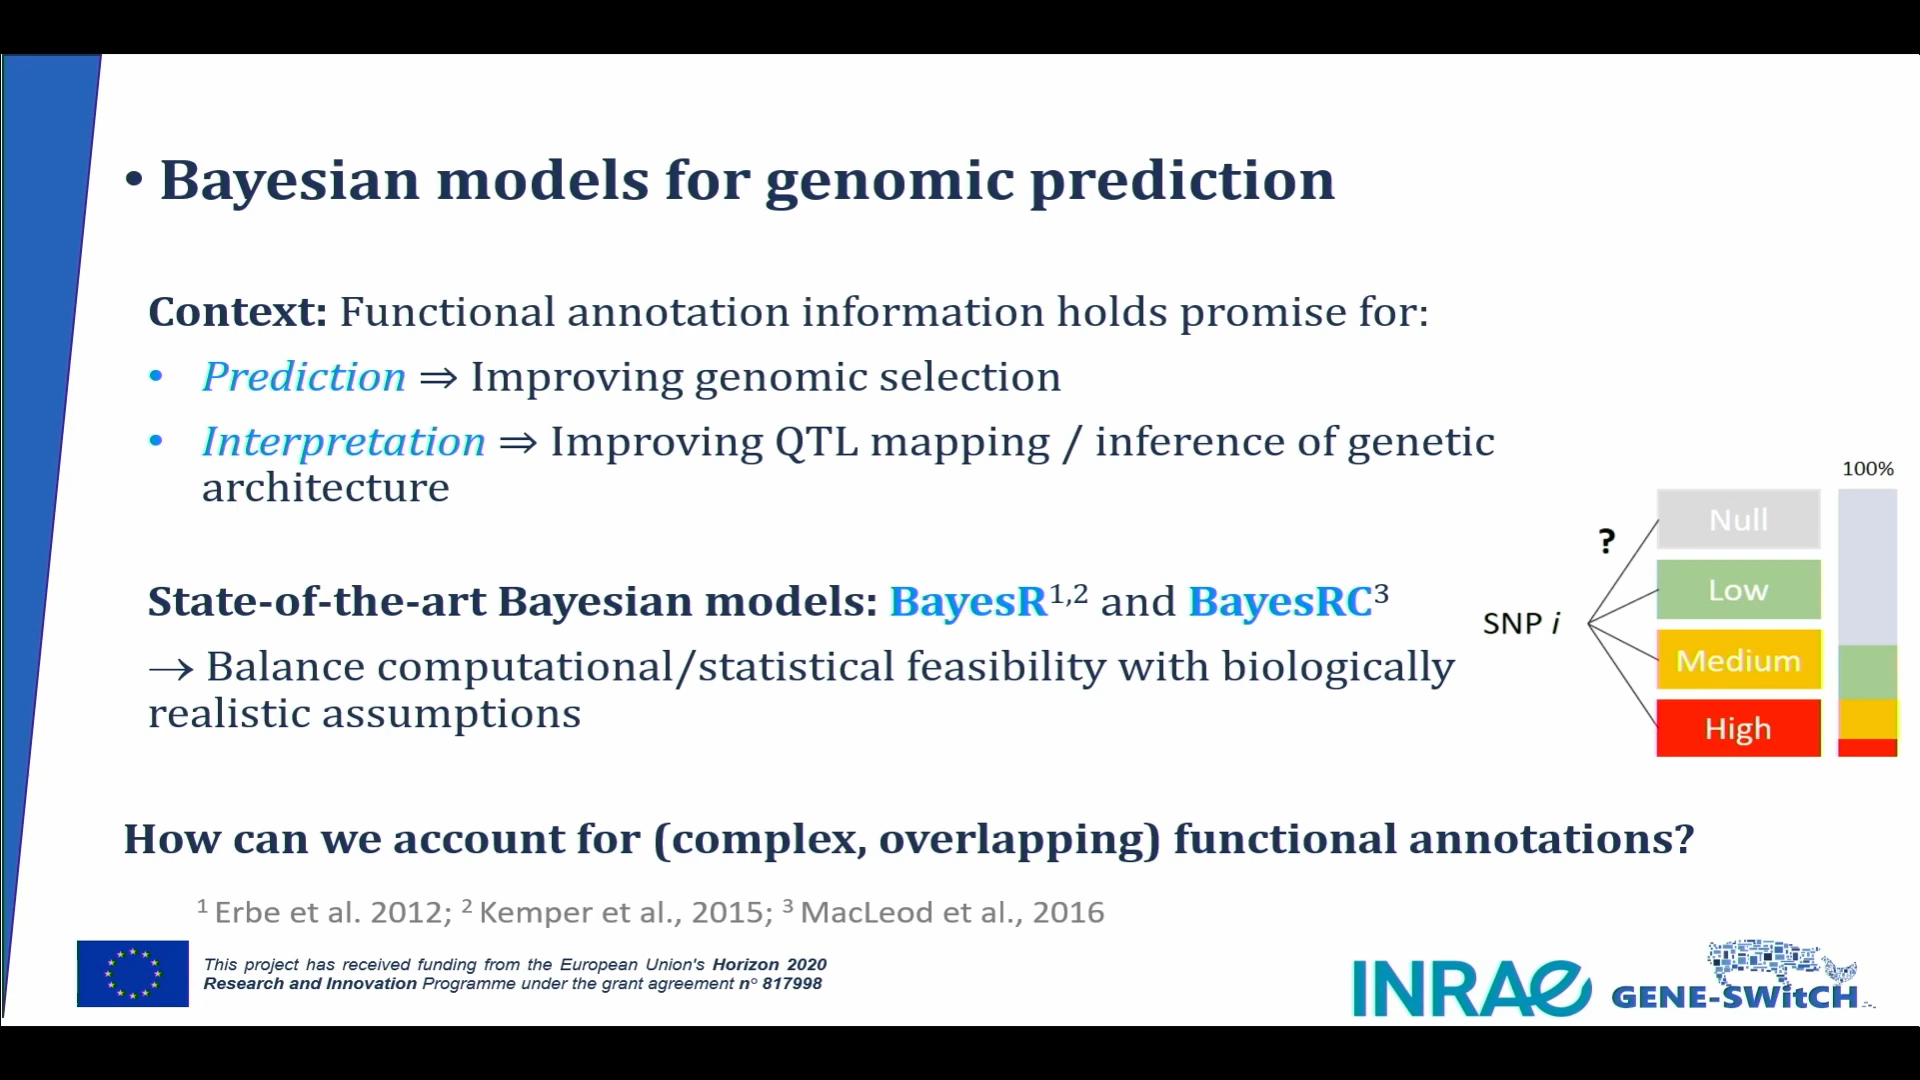 • Bayesian models for genomic prediction
Context: Functional annotation information holds promise for:
• Prediction ⇒ Improving genomic selection
• Interpretation ⇒ Improving QTL mapping / inference of genetic
architecture
State-of-the-art Bayesian models: BayesR1,2 and BayesRC3
→ Balance computational/statistical feasibility with biologically
realistic assumptions
100%
?
Null
Low
SNP i
Medium
High
How can we account for (complex, overlapping) functional annotations?
1 Erbe et al. 2012; 2 Kemper et al., 2015; 3 MacLeod et al., 2016
This project has received funding from the European Union's Horizon 2020
Research and Innovation Programme under the grant agreement n° 817998
INRAE
GENE-SWitCH